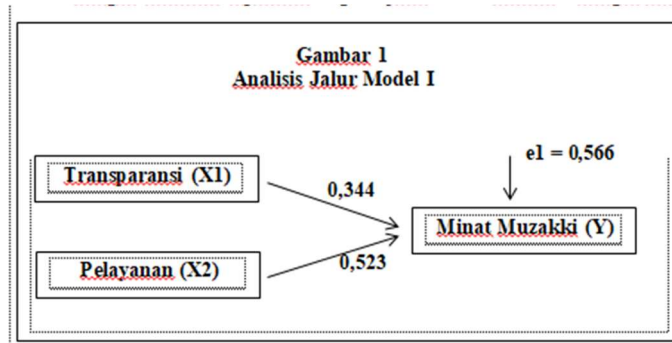 Gambar 1
Analisis Jalur Model I
e1 = 0,566
Transparansi (X1)
0,344
Minat Muzakki (Y)
Pelayanan (X2)
0,523